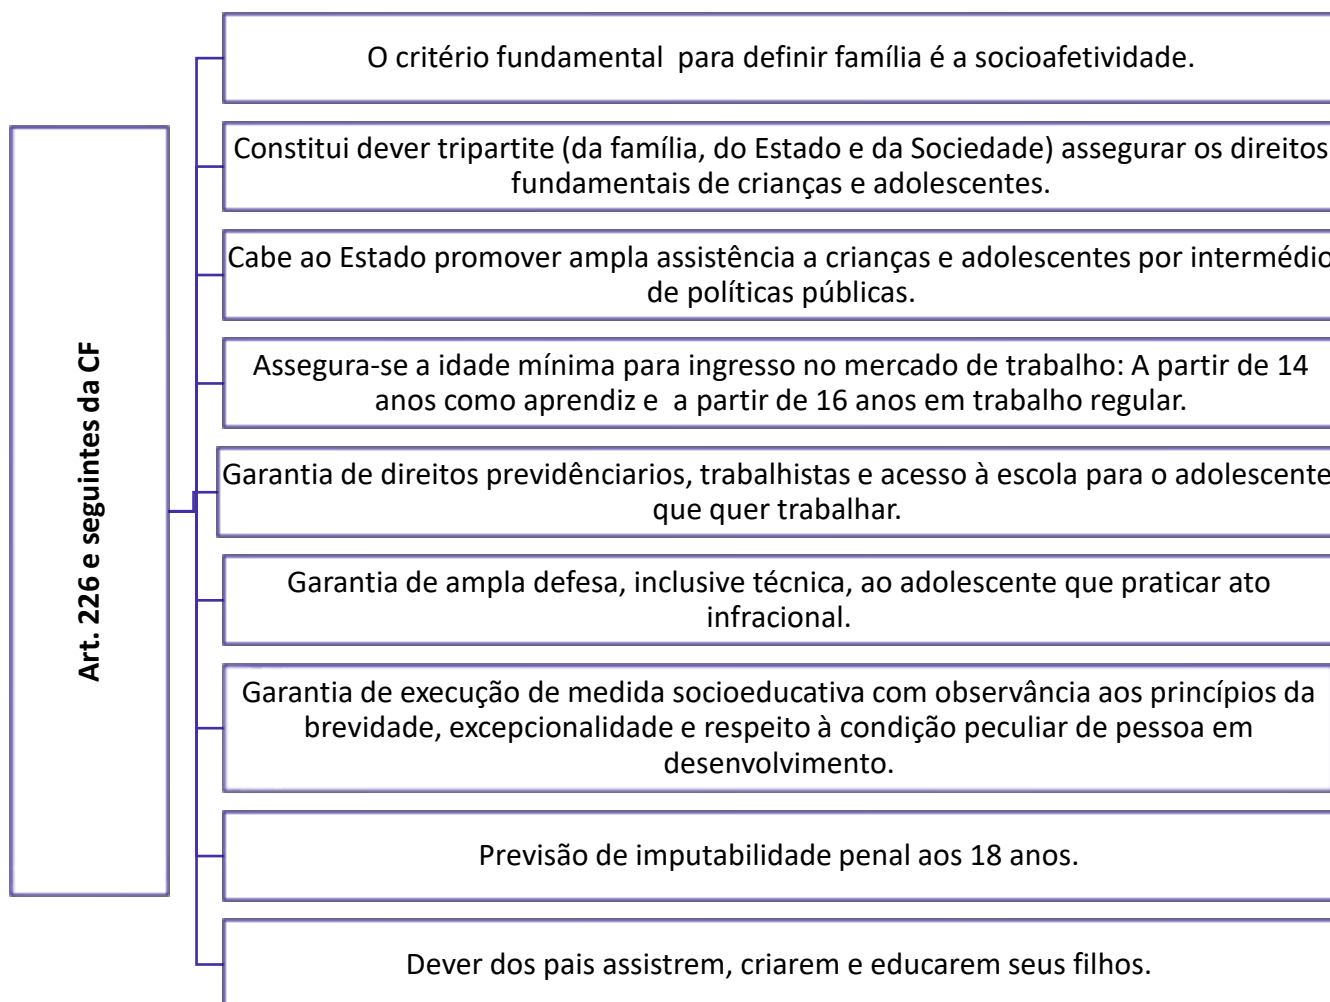 Art. 226 e seguintes da CF
O critério fundamental para definir família é a socioafetividade.
Constitui dever tripartite (da família, do Estado e da Sociedade) assegurar os direitos
fundamentais de crianças e adolescentes.
Cabe ao Estado promover ampla assistência a crianças e adolescentes por intermédio
de políticas públicas.
Assegura-se a idade mínima para ingresso no mercado de trabalho: A partir de 14
anos como aprendiz e a partir de 16 anos em trabalho regular.
Garantia de direitos previdênciarios, trabalhistas e acesso à escola para o adolescente
que quer trabalhar.
Garantia de ampla defesa, inclusive técnica, ao adolescente que praticar ato
infracional.
Garantia de execução de medida socioeducativa com observância aos princípios da
brevidade, excepcionalidade e respeito à condição peculiar de pessoa em
desenvolvimento.
Previsão de imputabilidade penal aos 18 anos.
Dever dos pais assistrem, criarem e educarem seus filhos.